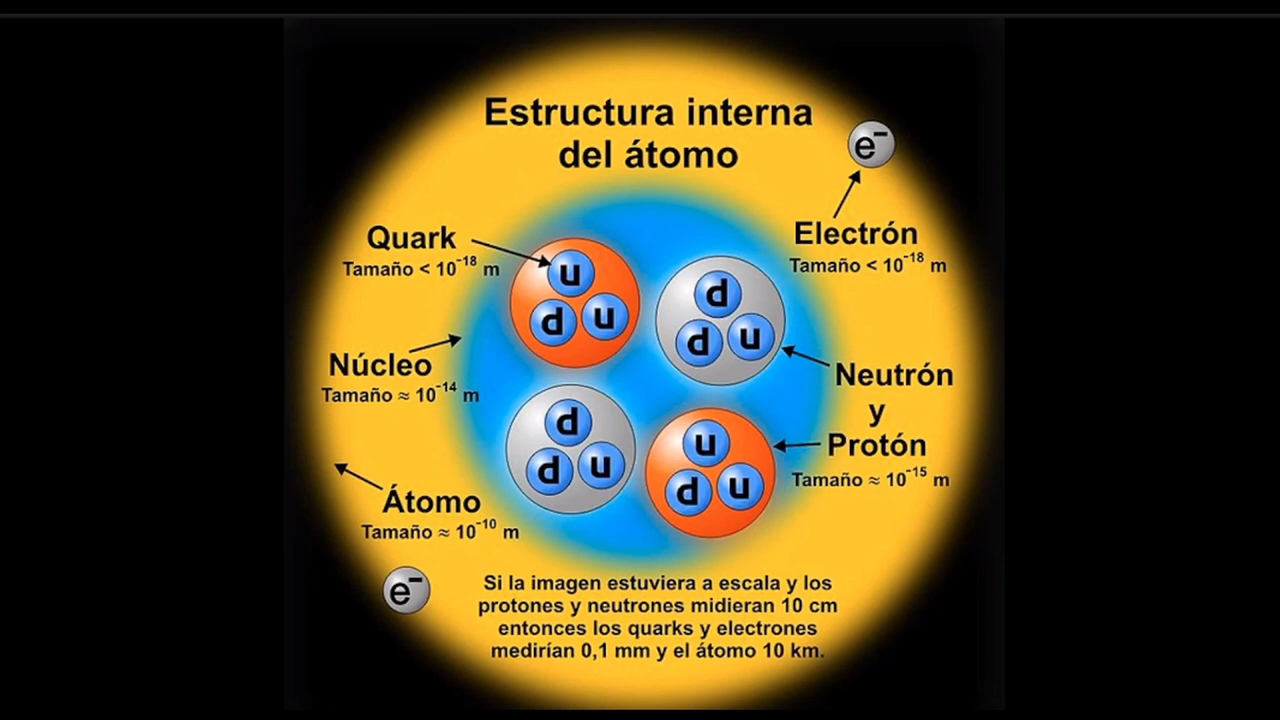 Estructura interna
del átomo
e⁻
Quark
Tamaño < 10⁻¹⁸ m
Electrón
Tamaño < 10⁻¹⁸ m
u
d u
d
d u
Núcleo
Tamaño ≈ 10⁻¹⁴ m
Neutrón
y
Protón
Tamaño ≈ 10⁻¹⁵ m
d
d u
u
d u
Átomo
Tamaño ≈ 10⁻¹⁰ m
e⁻
Si la imagen estuviera a escala y los
protones y neutrones midieran 10 cm
entonces los quarks y electrones
medirían 0,1 mm y el átomo 10 km.